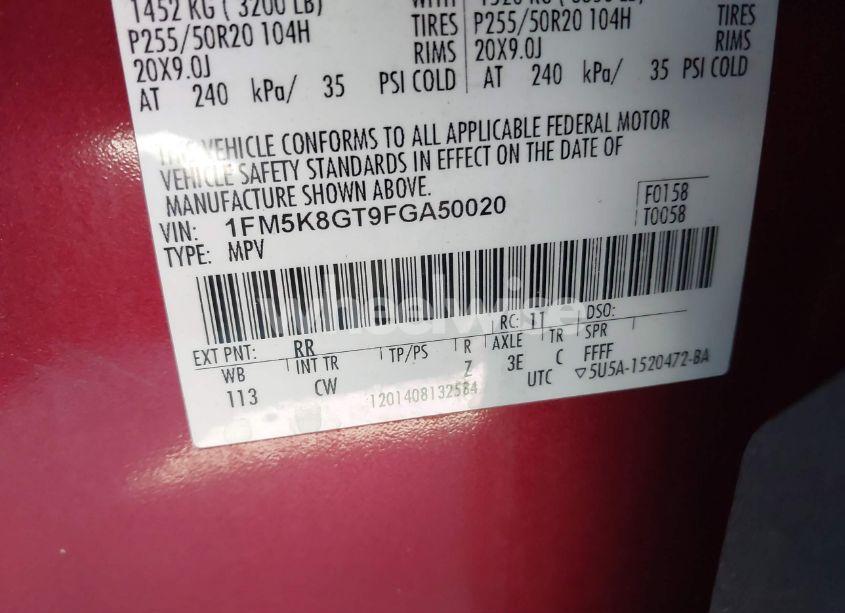 1452 KG ( 3200 LB) WITH
P255/50R20 104H TIRES TIRES
20X9.0J RIMS 20X9.0J RIMS
AT 240 kPa/ 35 PSI COLD AT 240 kPa/ 35 PSI COLD
P255/50R20 104H
THIS VEHICLE CONFORMS TO ALL APPLICABLE FEDERAL MOTOR
VEHICLE SAFETY STANDARDS IN EFFECT ON THE DATE OF
MANUFACTURE SHOWN ABOVE.
VIN: 1FM5K8GT9FGA50020
TYPE: MPV
F0158
T0058
wheelwise
EXT PNT: RR RC: 11 DSO:
WB INT TR TP/PS R AXLE TR SPR
113 CW Z 3E C FFFF
1201408132584 UTC ▽5U5A-1520472-BA